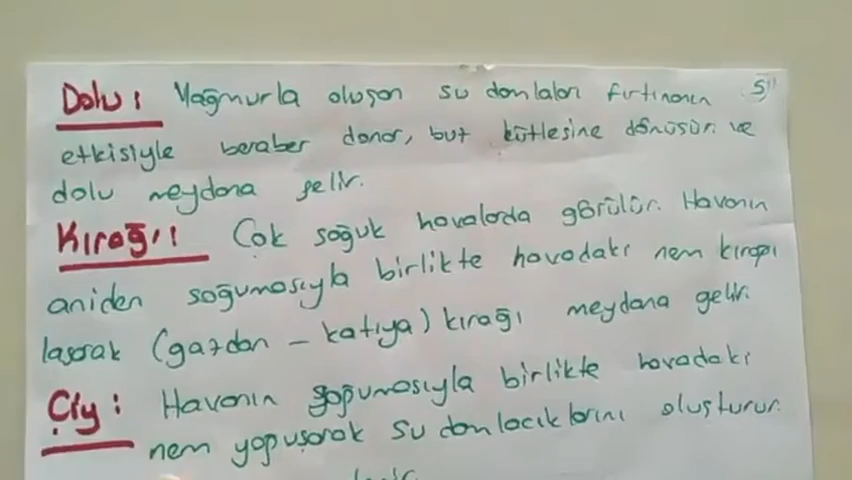 Dolu: Yağmurla oluşan su damlaları fırtınanın 5)
etkisiyle beraber donar, buz kütlesine dönüşür. ve
dolu meydana gelir.
Kırağı: Çok soğuk havalarda görülür. Havanın
aniden soğumasıyla birlikte havadaki nem kırağı
laşarak (gazdan - katıya) kırağı meydana gelir.
Çiy: Havanın soğumasıyla birlikte havadaki
nem yapışarak su damlacıklarını oluşturur.